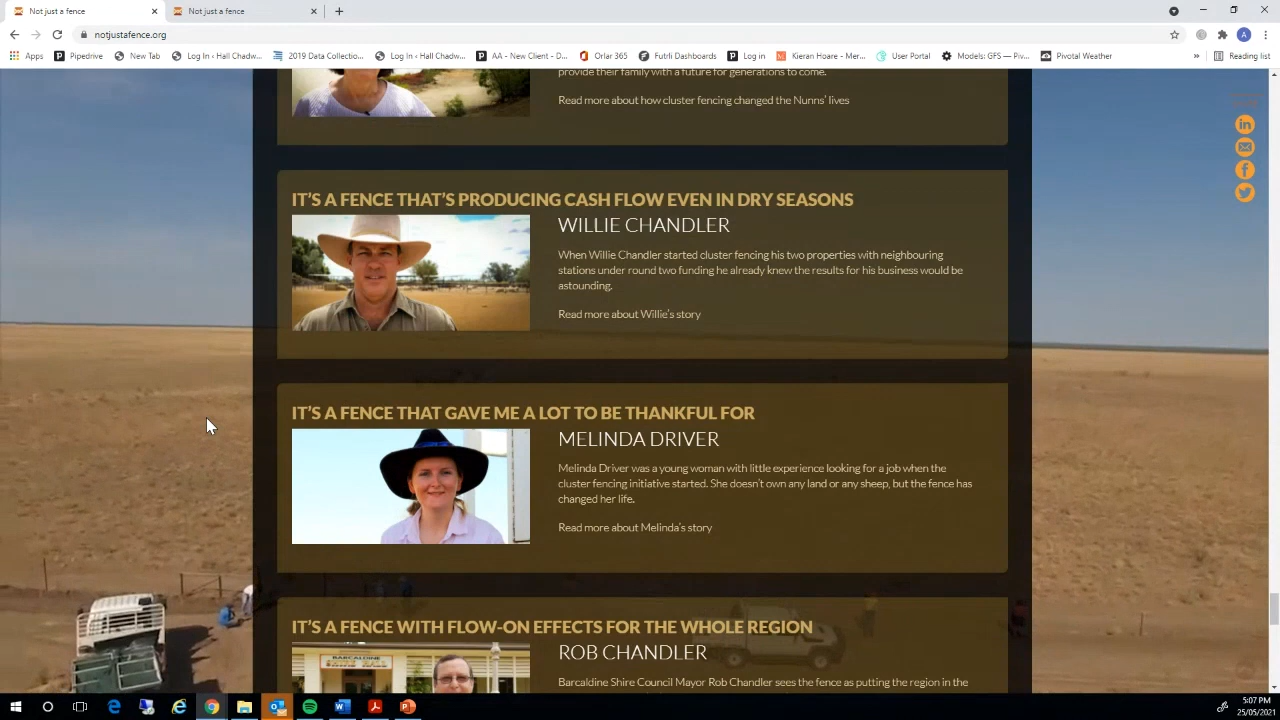 Not just a fence
Not just a fence
notjustafence.org
Apps
Pipedrive
New Tab
Log In ‹ Hall Chadw...
2019 Data Collectio...
Log In ‹ Hall Chadw...
AA - New Client - D...
Orlar 365
Futrli Dashboards
Log in
Kieran Hoare - Mer...
User Portal
Models: GFS — Piv...
Pivotal Weather
»
Reading list
provide their family with a future for generations to come.
Read more about how cluster fencing changed the Nunns’ lives
IT’S A FENCE THAT’S PRODUCING CASH FLOW EVEN IN DRY SEASONS
WILLIE CHANDLER
When Willie Chandler started cluster fencing his two properties with neighbouring
stations under round two funding he already knew the results for his business would be
astounding.
Read more about Willie’s story
IT’S A FENCE THAT GAVE ME A LOT TO BE THANKFUL FOR
MELINDA DRIVER
Melinda Driver was a young woman with little experience looking for a job when the
cluster fencing initiative started. She doesn’t own any land or any sheep, but the fence has
changed her life.
Read more about Melinda’s story
IT’S A FENCE WITH FLOW-ON EFFECTS FOR THE WHOLE REGION
ROB CHANDLER
BARCALDINE
SHIRE HALL
Barcaldine Shire Council Mayor Rob Chandler sees the fence as putting the region in the
5:07 PM
25/05/2021